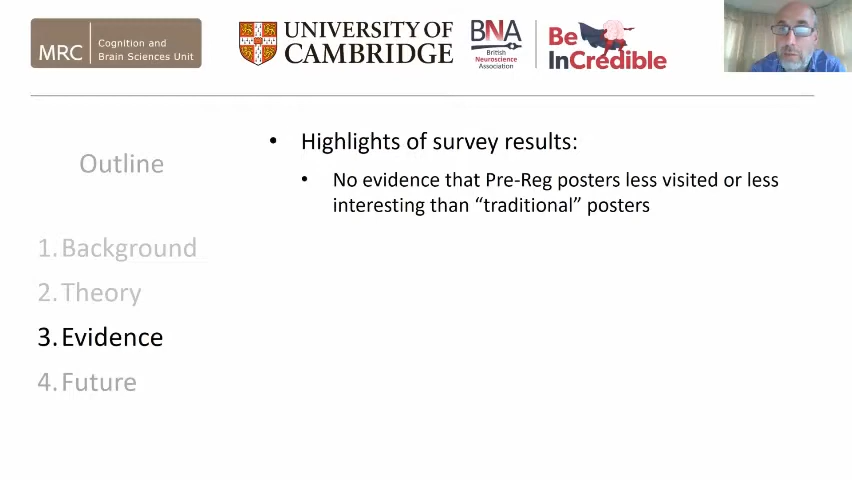 MRC
Cognition and
Brain Sciences Unit
UNIVERSITY OF
CAMBRIDGE
BNA
British
Neuroscience
Association
Be
InCredible
Outline
1. Background
2. Theory
3. Evidence
4. Future
• Highlights of survey results:
• No evidence that Pre-Reg posters less visited or less
interesting than “traditional” posters